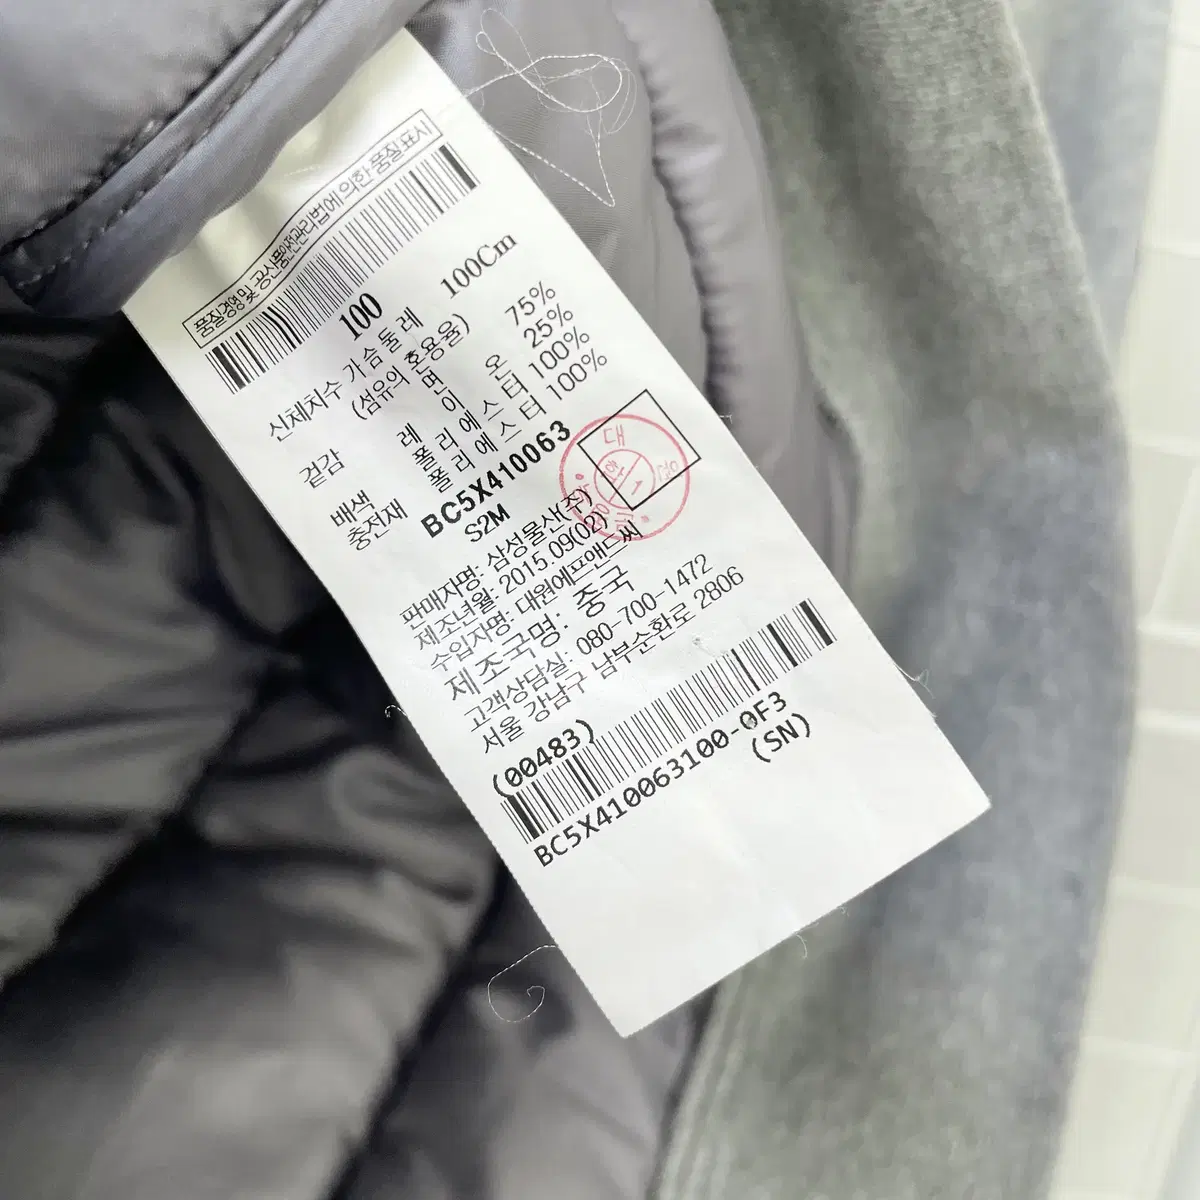 품질경영 및 공산품안전관리법에 의한 품질표시
100
신체치수 가슴둘레 100Cm
(섬유의 혼용율)
겉감 면 75%
레이온 25%
배색 폴리에스터 100%
충전재 폴리에스터 100%
BC5X410063
S2M
판매자명: 삼성물산(주)
제조년월: 2015.09(02)
수입자명: 대원에프앤드씨
제조국명: 중국
고객상담실: 080-700-1472
서울 강남구 남부순환로 2806
(00483)
BC5X410063100-0F3
(SN)